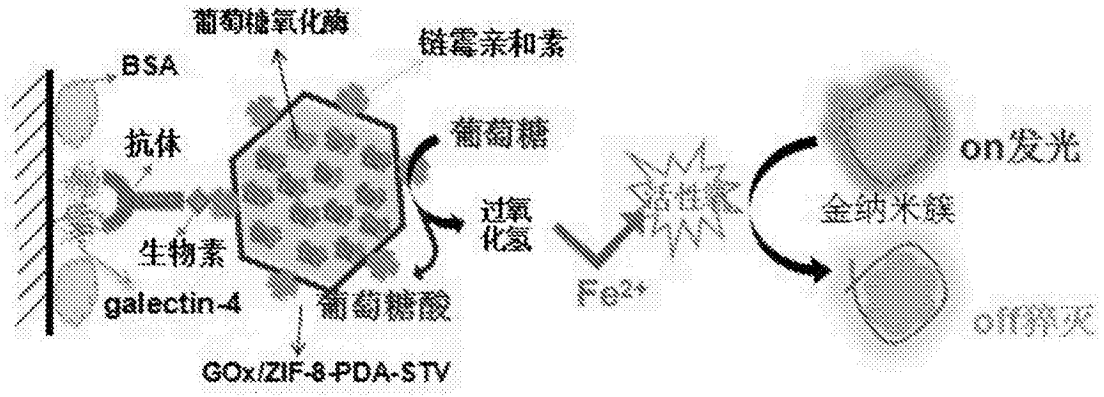 葡萄糖氧化酶
链霉亲和素
BSA
抗体
葡萄糖
on发光
活性氧
过氧
化氢
金纳米簇
生物素
galectin-4
葡萄糖酸
Fe²⁺
off猝灭
GOx/ZIF-8-PDA-STV